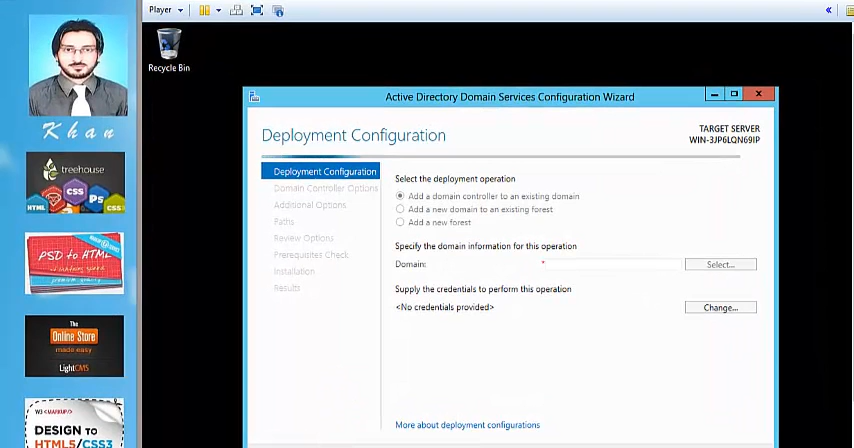 Player
Recycle Bin
Khan
treehouse
HTML
CSS
Ps
CSS3
PSD to HTML
The
Online Store
made easy
LightCMS
W3 <MARKUP/>
DESIGN TO
HTML5/CSS3
Active Directory Domain Services Configuration Wizard
Deployment Configuration
TARGET SERVER
WIN-3JP6LQN69IP
Deployment Configuration
Domain Controller Options
Additional Options
Paths
Review Options
Prerequisites Check
Installation
Results
Select the deployment operation
Add a domain controller to an existing domain
Add a new domain to an existing forest
Add a new forest
Specify the domain information for this operation
Domain: * Select...
Supply the credentials to perform this operation
<No credentials provided> Change...
More about deployment configurations